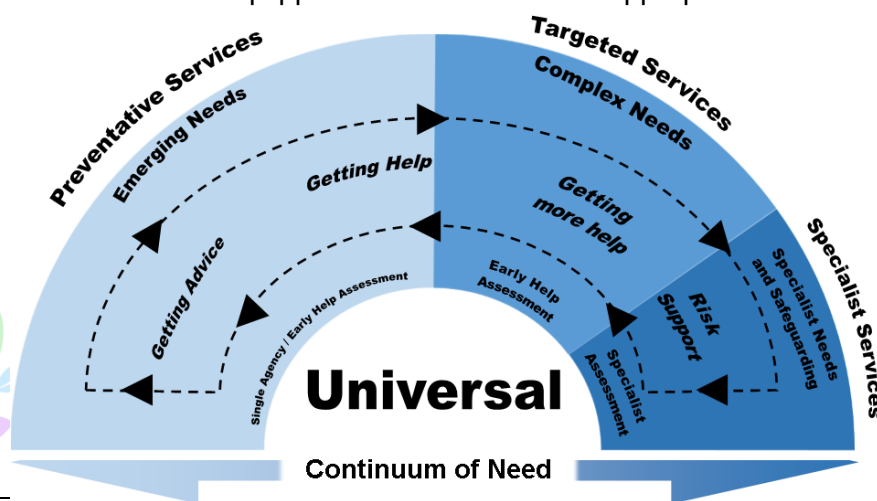 Preventative Services
Emerging Needs
Getting Help
Getting Advice
Single Agency / Early Help Assessment
Targeted Services
Complex Needs
Getting
more help
Early Help
Assessment
Specialist Services
Specialist Needs
and Safeguarding
Risk
Support
Specialist
Assessment
Universal
Continuum of Need